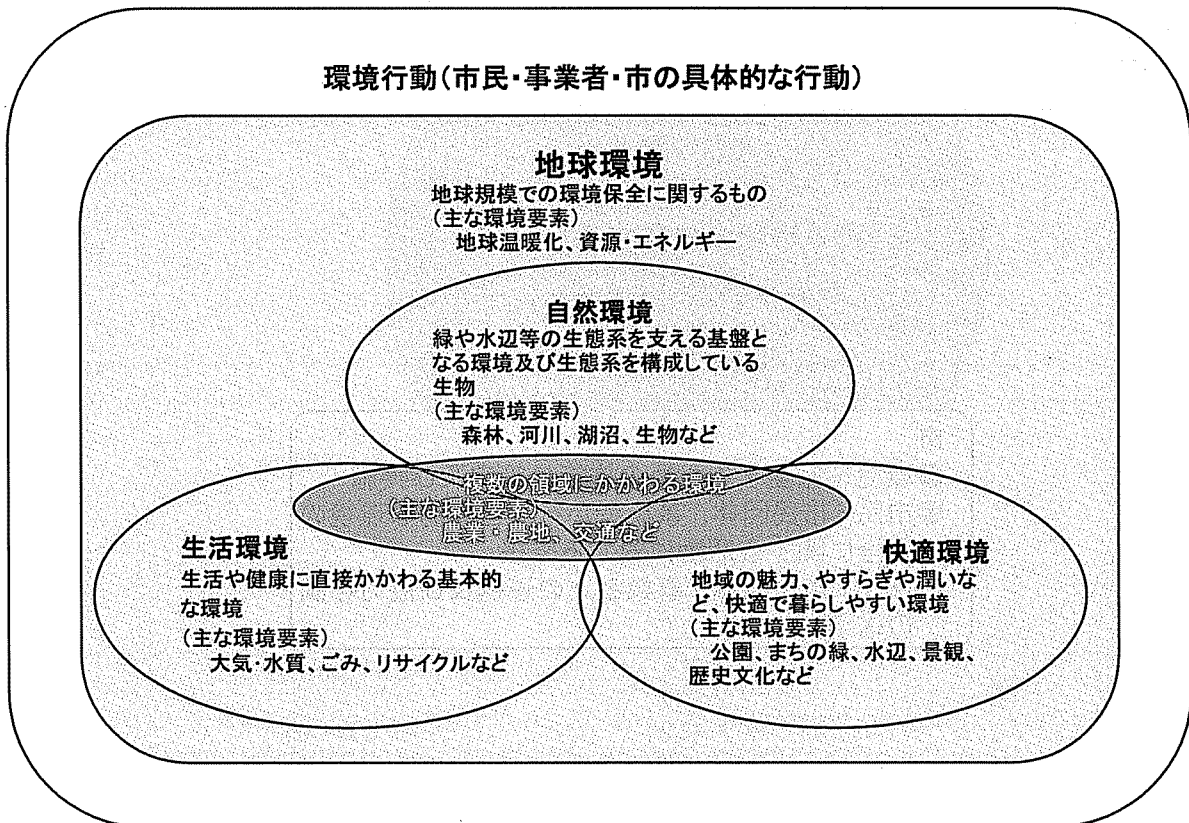 環境行動(市民・事業者・市の具体的な行動)
地球環境
地球規模での環境保全に関するもの
(主な環境要素)
地球温暖化、資源・エネルギー
自然環境
緑や水辺等の生態系を支える基盤と
なる環境及び生態系を構成している
生物
(主な環境要素)
森林、河川、湖沼、生物など
複数の領域にかかわる環境
(主な環境要素)
農業・農地、交通など
生活環境
生活や健康に直接かかわる基本的
な環境
(主な環境要素)
大気・水質、ごみ、リサイクルなど
快適環境
地域の魅力、やすらぎや潤いな
ど、快適で暮らしやすい環境
(主な環境要素)
公園、まちの緑、水辺、景観、
歴史文化など